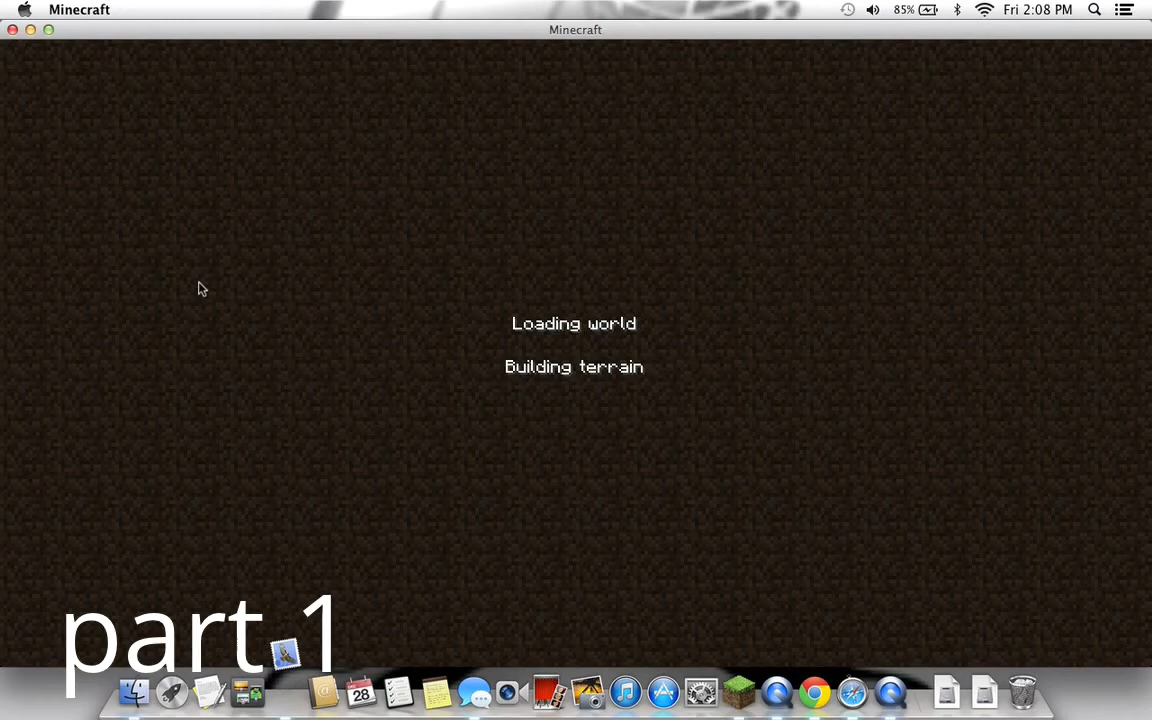 Minecraft
85%
Fri 2:08 PM
Minecraft
Loading world
Building terrain
part 1
28